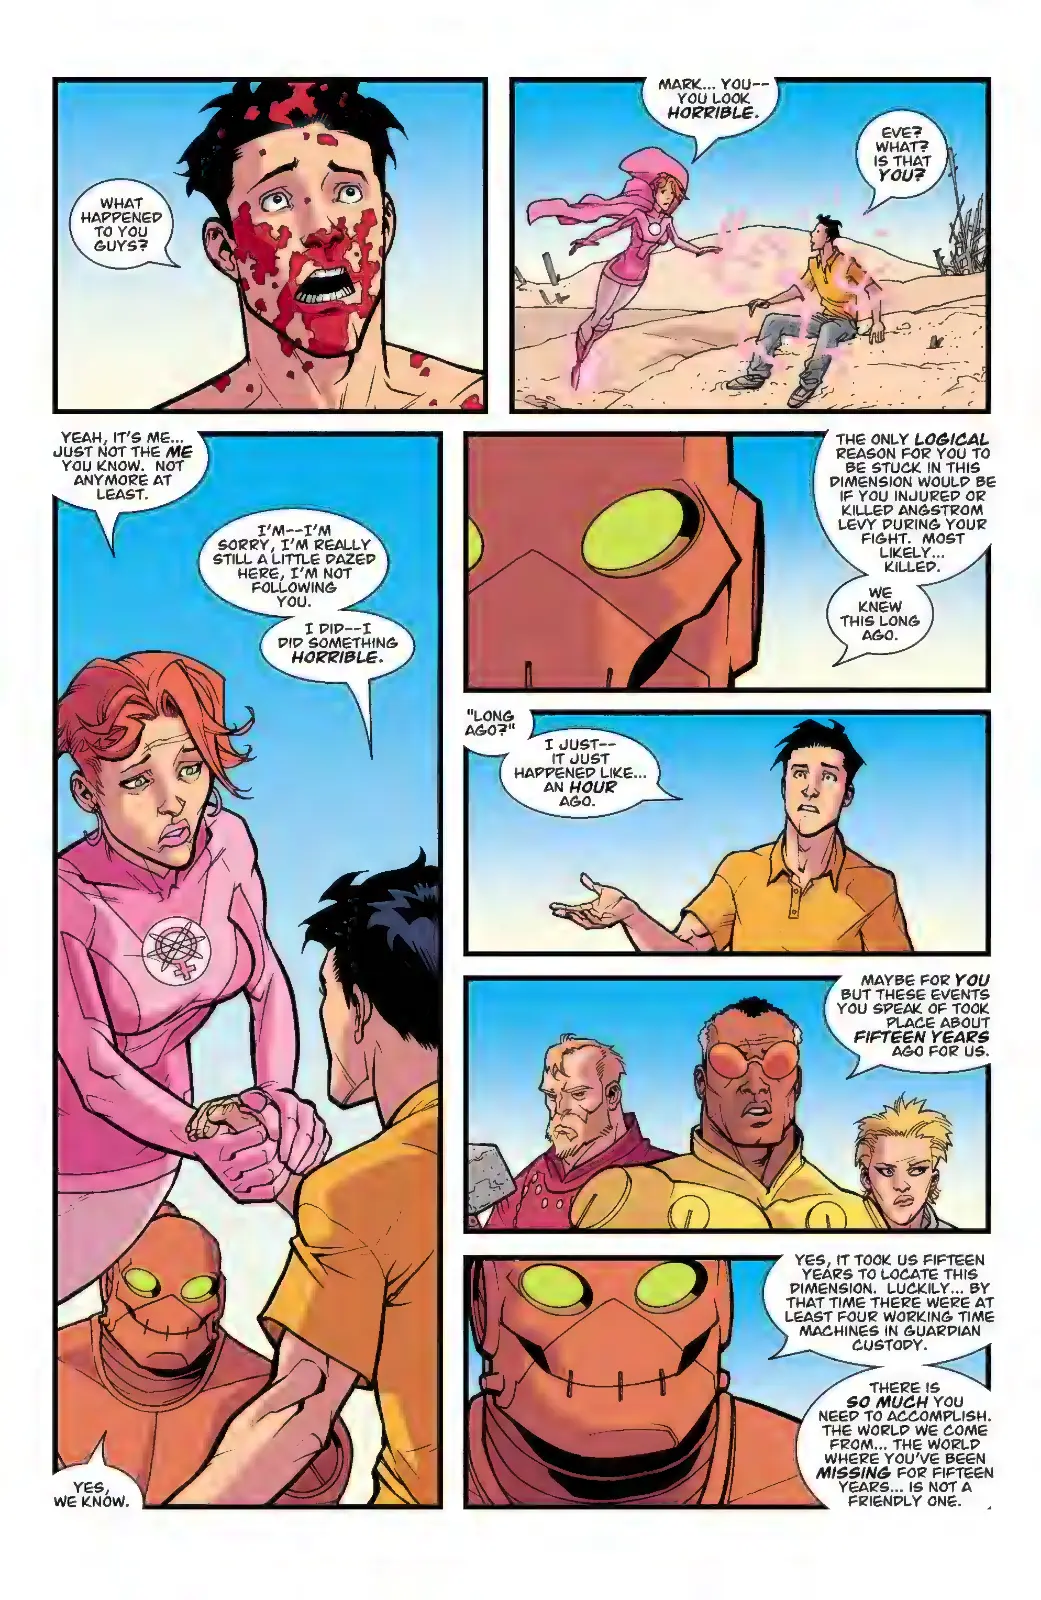 WHAT
HAPPENED
TO YOU
GUYS?
MARK... YOU--
YOU LOOK
HORRIBLE.
EVE?
WHAT?
IS THAT
YOU?
YEAH, IT'S ME...
JUST NOT THE ME
YOU KNOW. NOT
ANYMORE AT
LEAST.
I'M--I'M
SORRY, I'M REALLY
STILL A LITTLE DAZED
HERE, I'M NOT
FOLLOWING
YOU.
I DID--I
DID SOMETHING
HORRIBLE.
YES,
WE KNOW.
THE ONLY LOGICAL
REASON FOR YOU TO
BE STUCK IN THIS
DIMENSION WOULD BE
IF YOU INJURED OR
KILLED ANGSTROM
LEVY DURING YOUR
FIGHT. MOST
LIKELY...
KILLED.
WE
KNEW
THIS LONG
AGO.
"LONG
AGO?"
I JUST--
IT JUST
HAPPENED LIKE...
AN HOUR
AGO.
MAYBE FOR YOU
BUT THESE EVENTS
YOU SPEAK OF TOOK
PLACE ABOUT
FIFTEEN YEARS
AGO FOR US.
YES, IT TOOK US FIFTEEN
YEARS TO LOCATE THIS
DIMENSION. LUCKILY... BY
THAT TIME THERE WERE AT
LEAST FOUR WORKING TIME
MACHINES IN GUARDIAN
CUSTODY.
THERE IS
SO MUCH YOU
NEED TO ACCOMPLISH.
THE WORLD WE COME
FROM... THE WORLD
WHERE YOU'VE BEEN
MISSING FOR FIFTEEN
YEARS... IS NOT A
FRIENDLY ONE.